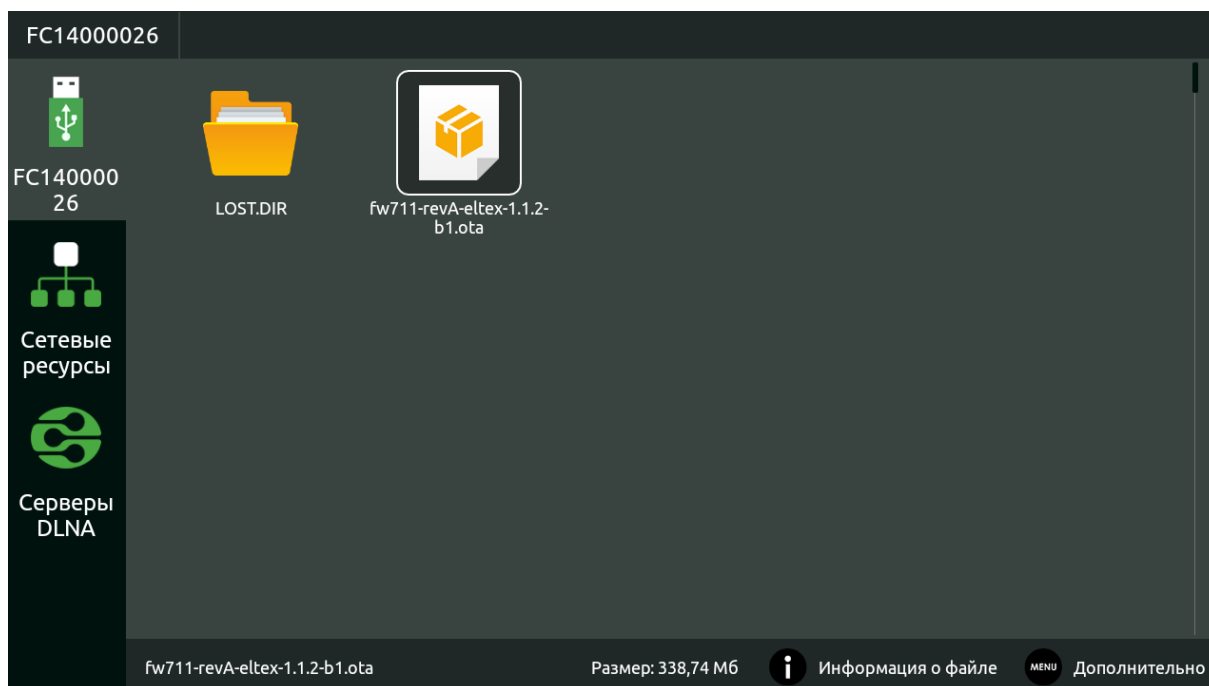 FC14000026
FC140000
26
Сетевые
ресурсы
Серверы
DLNA
LOST.DIR
fw711-revA-eltex-1.1.2-
b1.ota
fw711-revA-eltex-1.1.2-b1.ota
Размер: 338,74 Мб
i
Информация о файле
MENU
Дополнительно